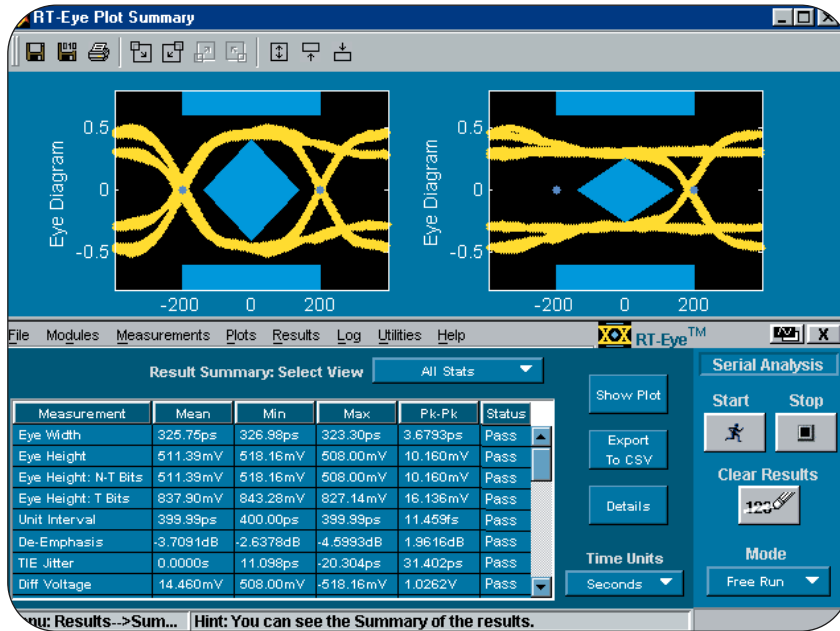 RT-Eye Plot Summary
010
Eye Diagram
0.5
0
-0.5
-200 0 200
Eye Diagram
0.5
0
-0.5
-200 0 200
File Modules Measurements Plots Results Log Utilities Help
RT-Eye™
X
Result Summary: Select View All Stats
Measurement Mean Min Max Pk-Pk Status
Eye Width 325.75ps 326.98ps 323.30ps 3.6793ps Pass
Eye Height 511.39mV 518.16mV 508.00mV 10.160mV Pass
Eye Height: N-T Bits 511.39mV 518.16mV 508.00mV 10.160mV Pass
Eye Height: T Bits 837.90mV 843.28mV 827.14mV 16.136mV Pass
Unit Interval 399.99ps 400.00ps 399.99ps 11.459fs Pass
De-Emphasis -3.7091dB -2.6378dB -4.5993dB 1.9616dB Pass
TIE Jitter 0.0000s 11.098ps -20.304ps 31.402ps Pass
Diff Voltage 14.460mV 508.00mV -518.16mV 1.0262V Pass
Show Plot
Export
To CSV
Details
Time Units
Seconds
Serial Analysis
Start Stop
Clear Results
123
Mode
Free Run
nu: Results-->Sum... Hint: You can see the Summary of the results.